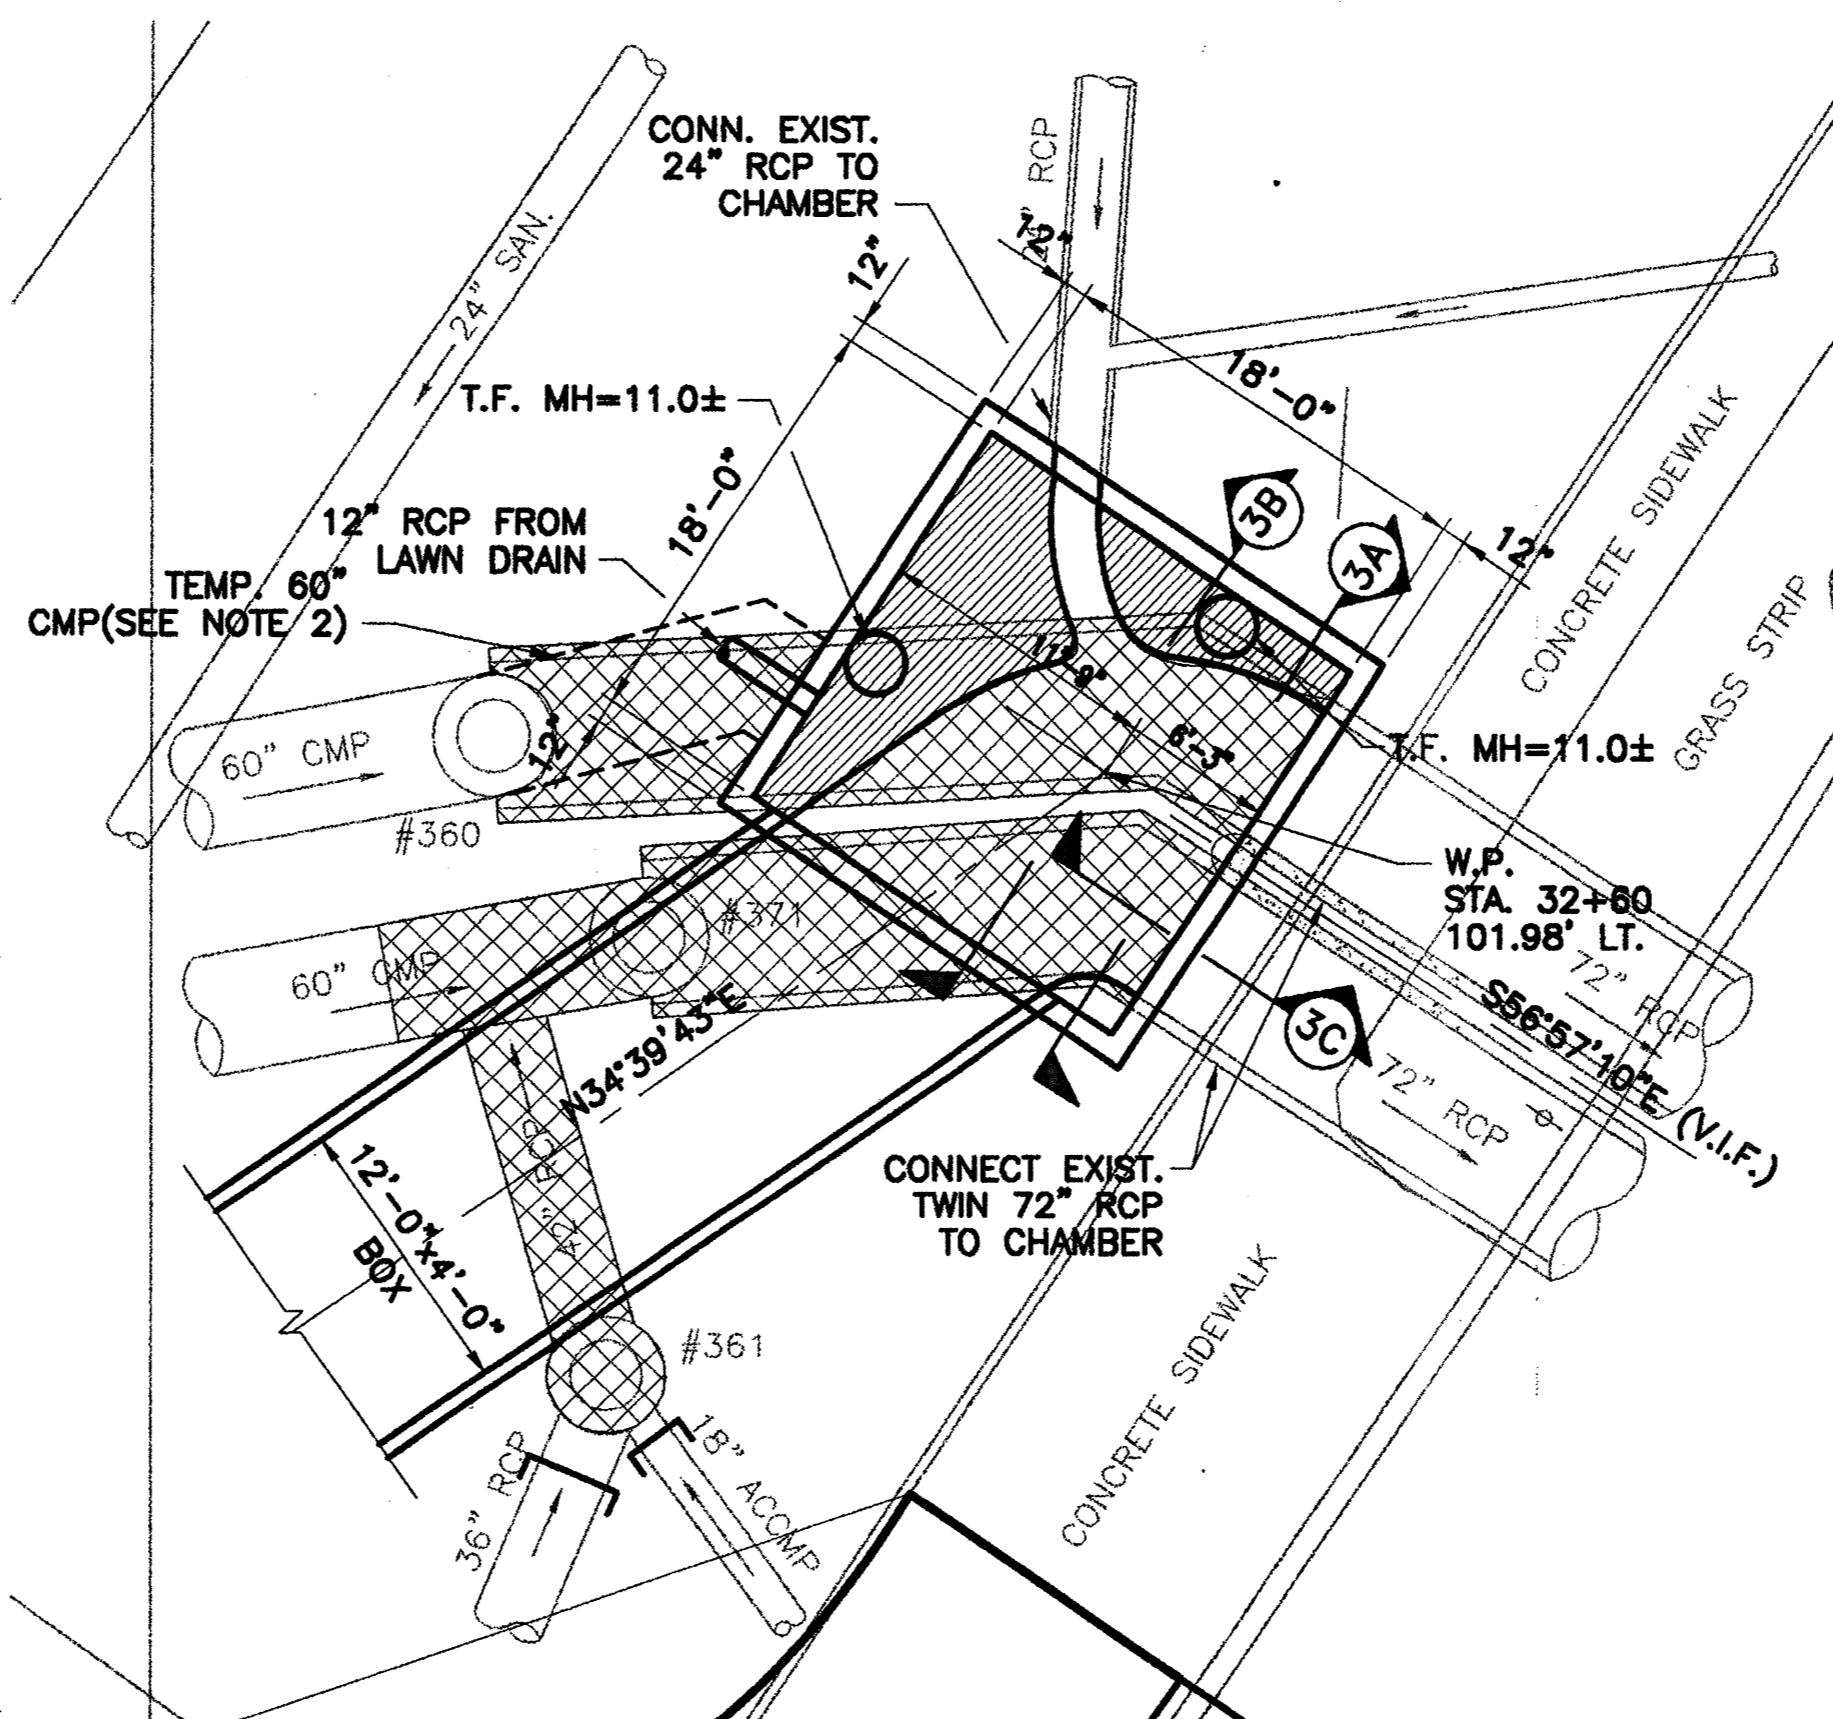 CONN. EXIST.
24" RCP TO
CHAMBER
RCP
12"
12"
24" SAN.
T.F. MH=11.0±
18'-0"
18'-0"
12" RCP FROM
LAWN DRAIN
TEMP. 60"
CMP(SEE NOTE 2)
3B
3A
12"
CONCRETE SIDEWALK
GRASS STRIP
11'-9"
6'-3"
T.F. MH=11.0±
12"
60" CMP
#360
W.P.
STA. 32+60
101.98' LT.
#371
60" CMP
72" RCP
S56°57'10"E (V.I.F.)
3C
72" RCP
N34°39'43"E
CONNECT EXIST.
TWIN 72" RCP
TO CHAMBER
42" RCP
12'-0"x4'-0"
BOX
#361
CONCRETE SIDEWALK
36" RCP
18" ACCMP